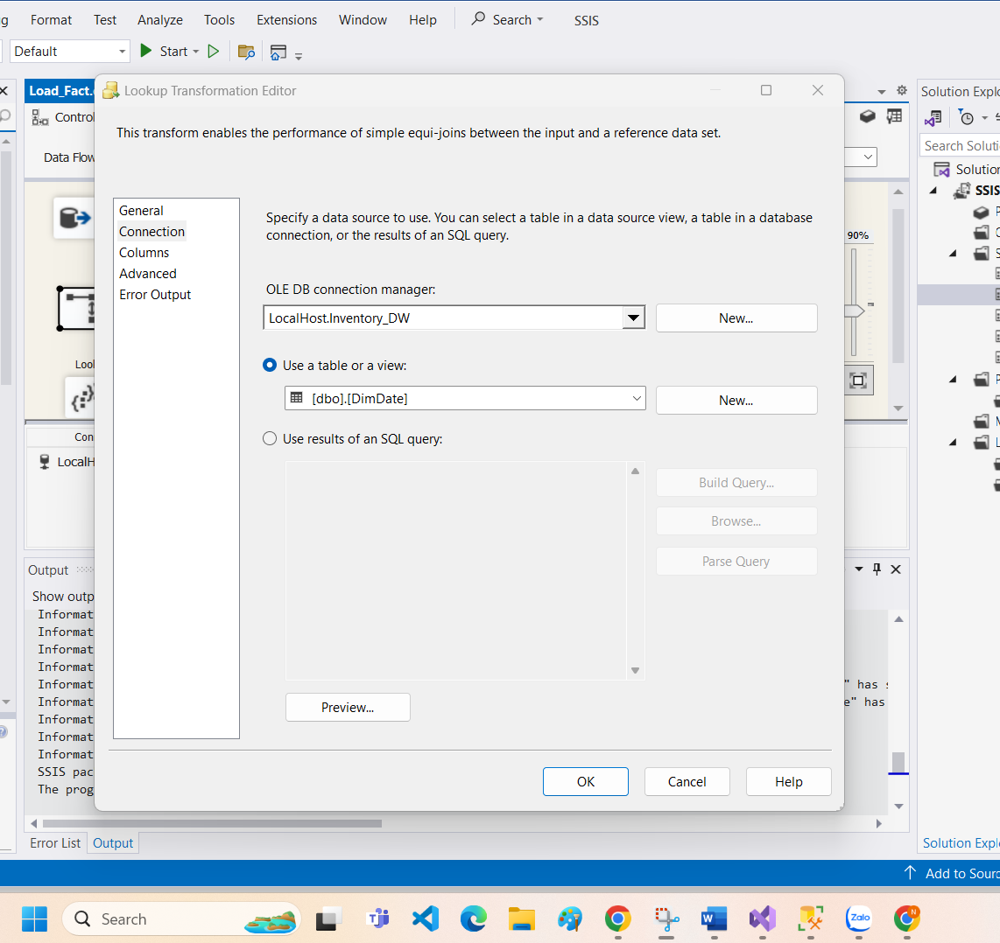 g Format Test Analyze Tools Extensions Window Help Search SSIS
Default Start
Load_Fact.
Lookup Transformation Editor
Solution Explo
Control
This transform enables the performance of simple equi-joins between the input and a reference data set.
Data Flow
Search Soluti
Solution
SSIS
General
Connection
Columns
Advanced
Error Output
Specify a data source to use. You can select a table in a data source view, a table in a database
connection, or the results of an SQL query.
90%
OLE DB connection manager:
LocalHost.Inventory_DW
New...
Use a table or a view:
[dbo].[DimDate]
New...
Use results of an SQL query:
Build Query...
Browse...
Parse Query
Preview...
OK Cancel Help
Look
Con
LocalH
Output
Show outp
Informat
Informat
Informat
Informat
Informat
" has s
Informat
e" has
Informat
Informat
Informat
SSIS pac
The prog
Error List Output
Solution Explo
Add to Sourc
Search
Zalo
N